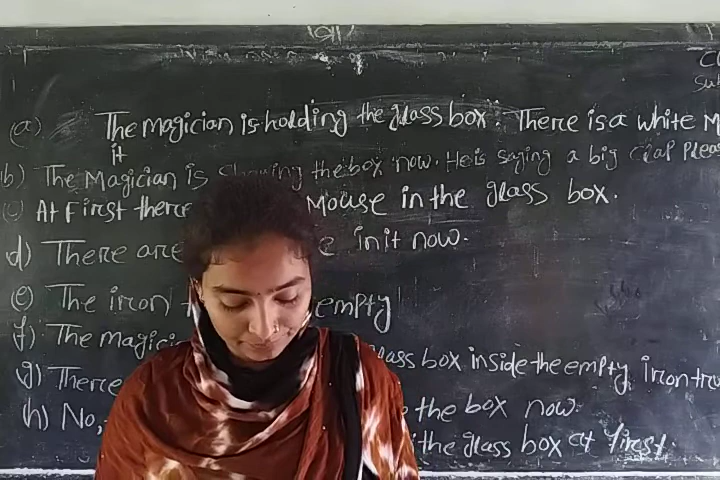 (a) The magician is holding the glass box. There is a white M
it
b) The Magician is showing the box now. He is saying a big clap Pleas
(c) At First there Mouse in the glass box.
d) There are in it now.
(e) The iron empty
f) The magici glass box inside the empty iron tru
g) There the box now.
h) No, the glass box at first.